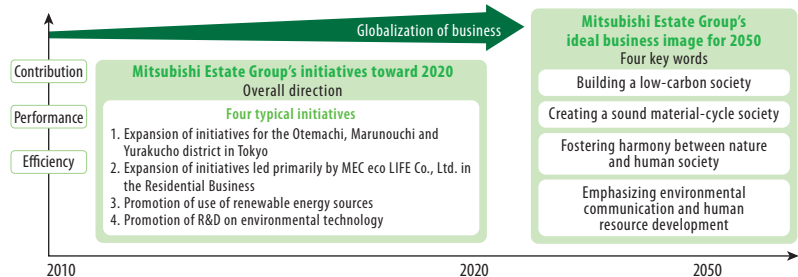 Globalization of business
Contribution
Performance
Efficiency
Mitsubishi Estate Group's initiatives toward 2020
Overall direction
Four typical initiatives
1. Expansion of initiatives for the Otemachi, Marunouchi and
Yurakucho district in Tokyo
2. Expansion of initiatives led primarily by MEC eco LIFE Co., Ltd. in
the Residential Business
3. Promotion of use of renewable energy sources
4. Promotion of R&D on environmental technology
Mitsubishi Estate Group's
ideal business image for 2050
Four key words
Building a low-carbon society
Creating a sound material-cycle society
Fostering harmony between nature
and human society
Emphasizing environmental
communication and human
resource development
2010
2020
2050